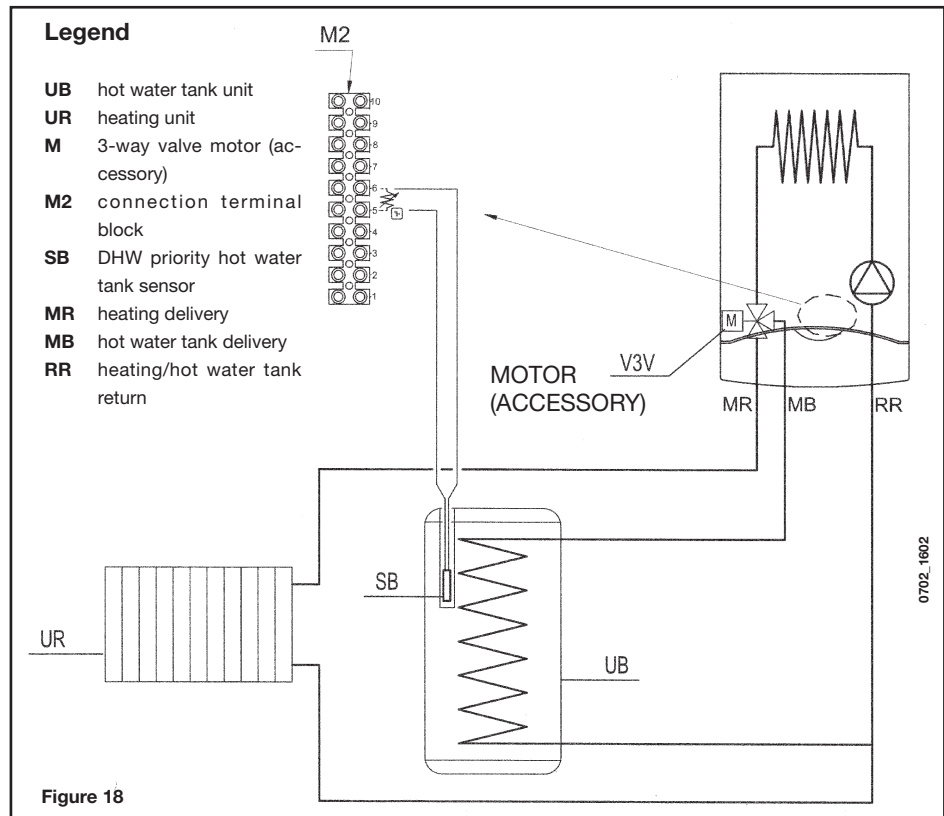 Legend
UB hot water tank unit
UR heating unit
M 3-way valve motor (ac-
cessory)
M2 connection terminal
block
SB DHW priority hot water
tank sensor
MR heating delivery
MB hot water tank delivery
RR heating/hot water tank
return
M2
10
9
8
7
6
5
4
3
2
1
M
V3V
MOTOR
(ACCESSORY)
MR MB RR
SB
UR
UB
0702_1602
Figure 18